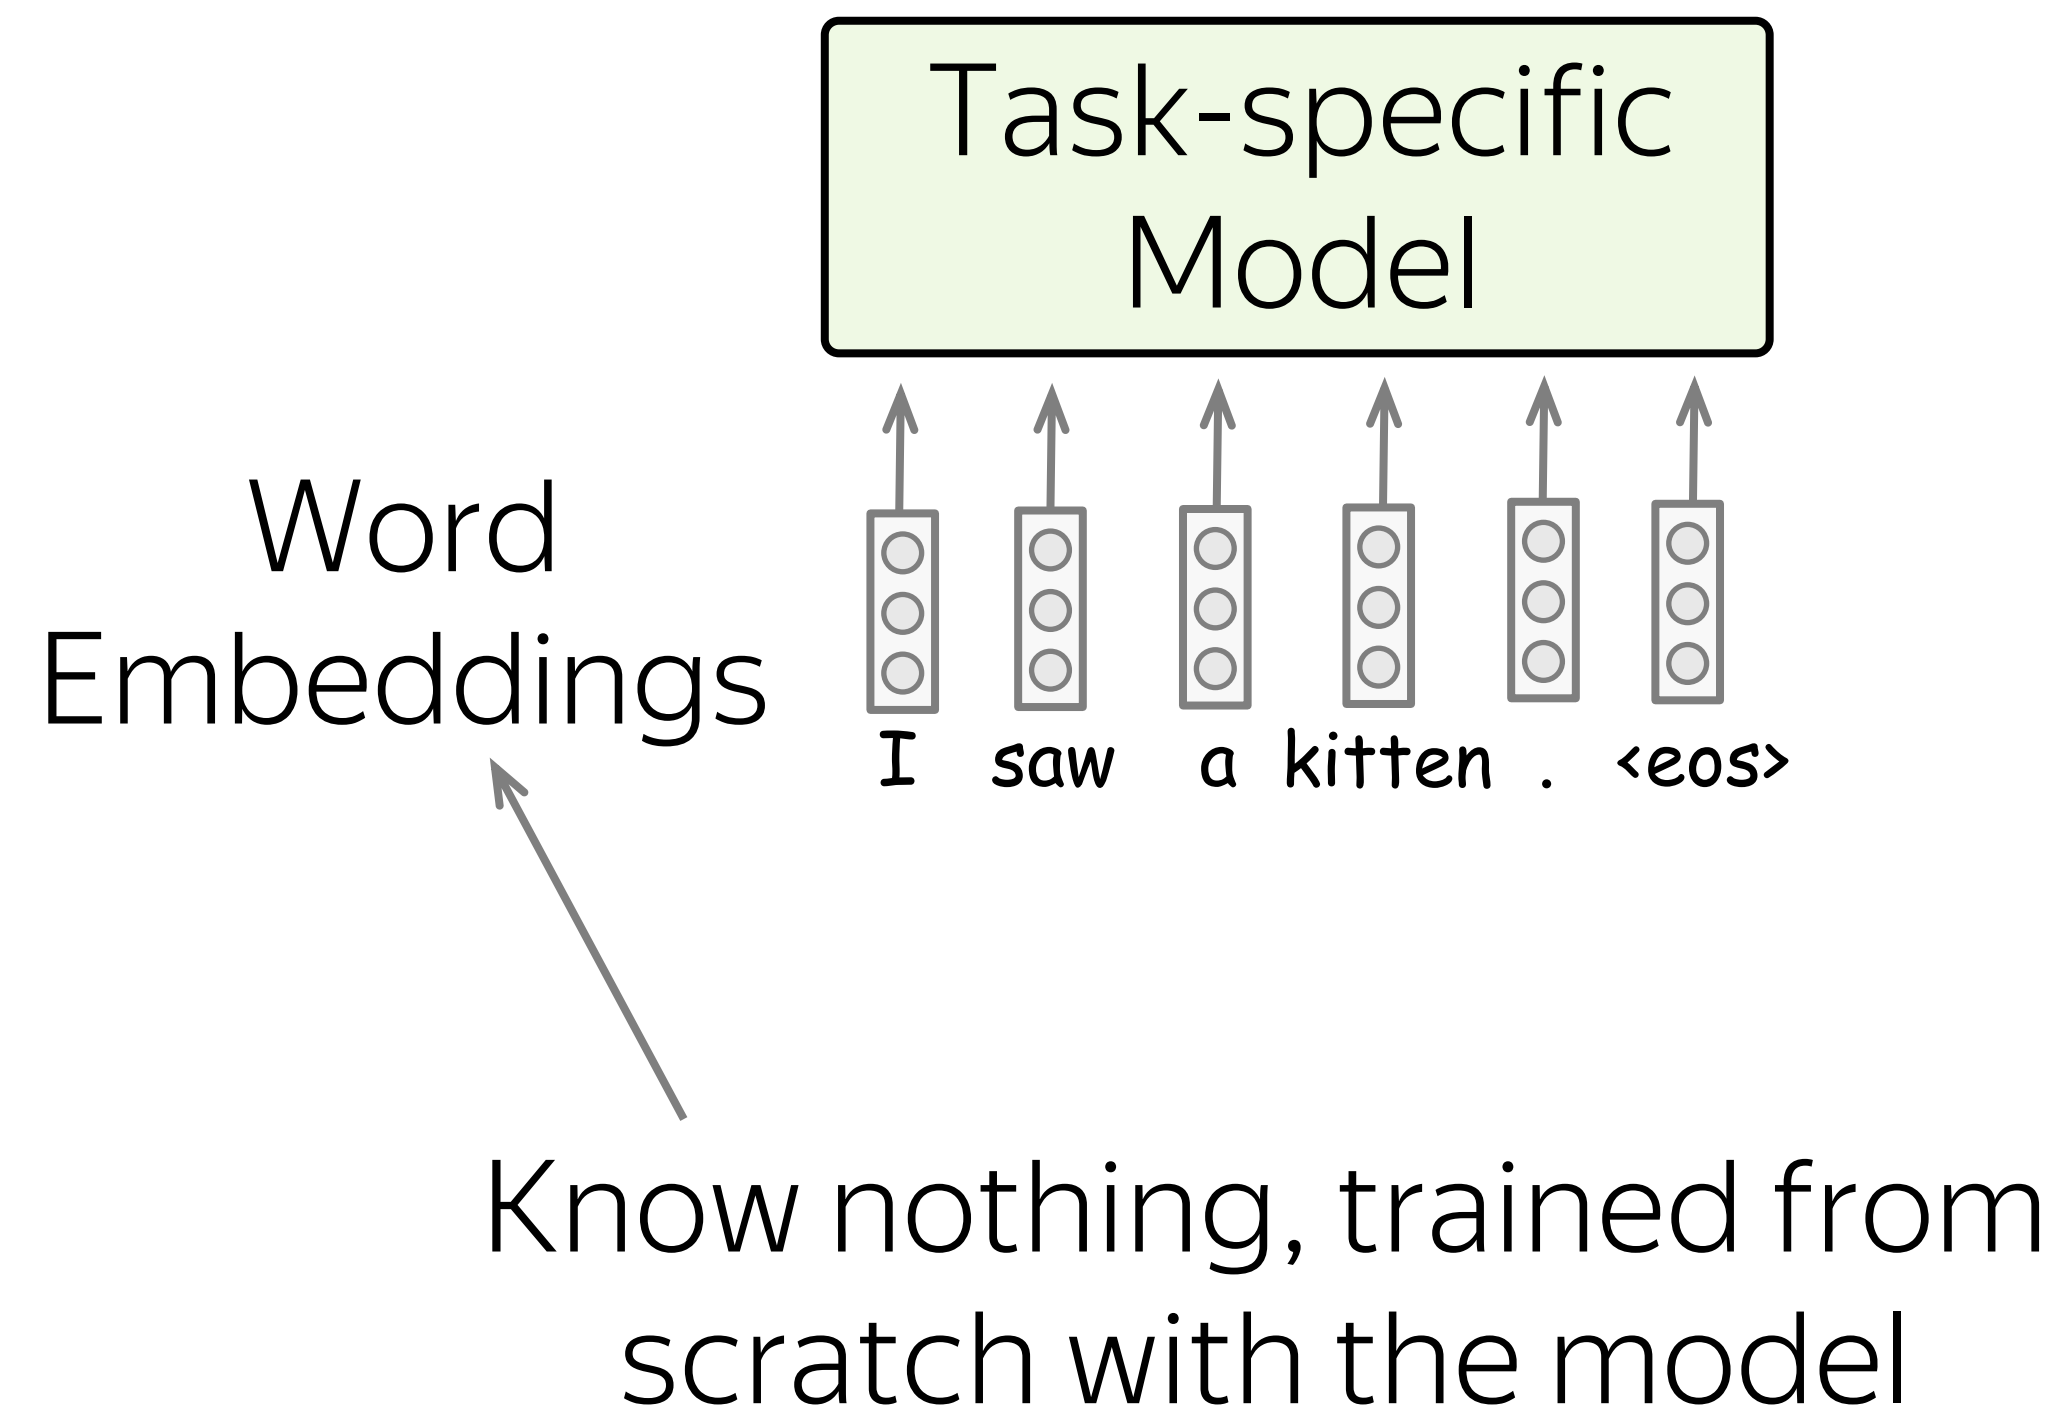 Task-specific
Model
Word
Embeddings
I saw a kitten . <eos>
Know nothing, trained from
scratch with the model